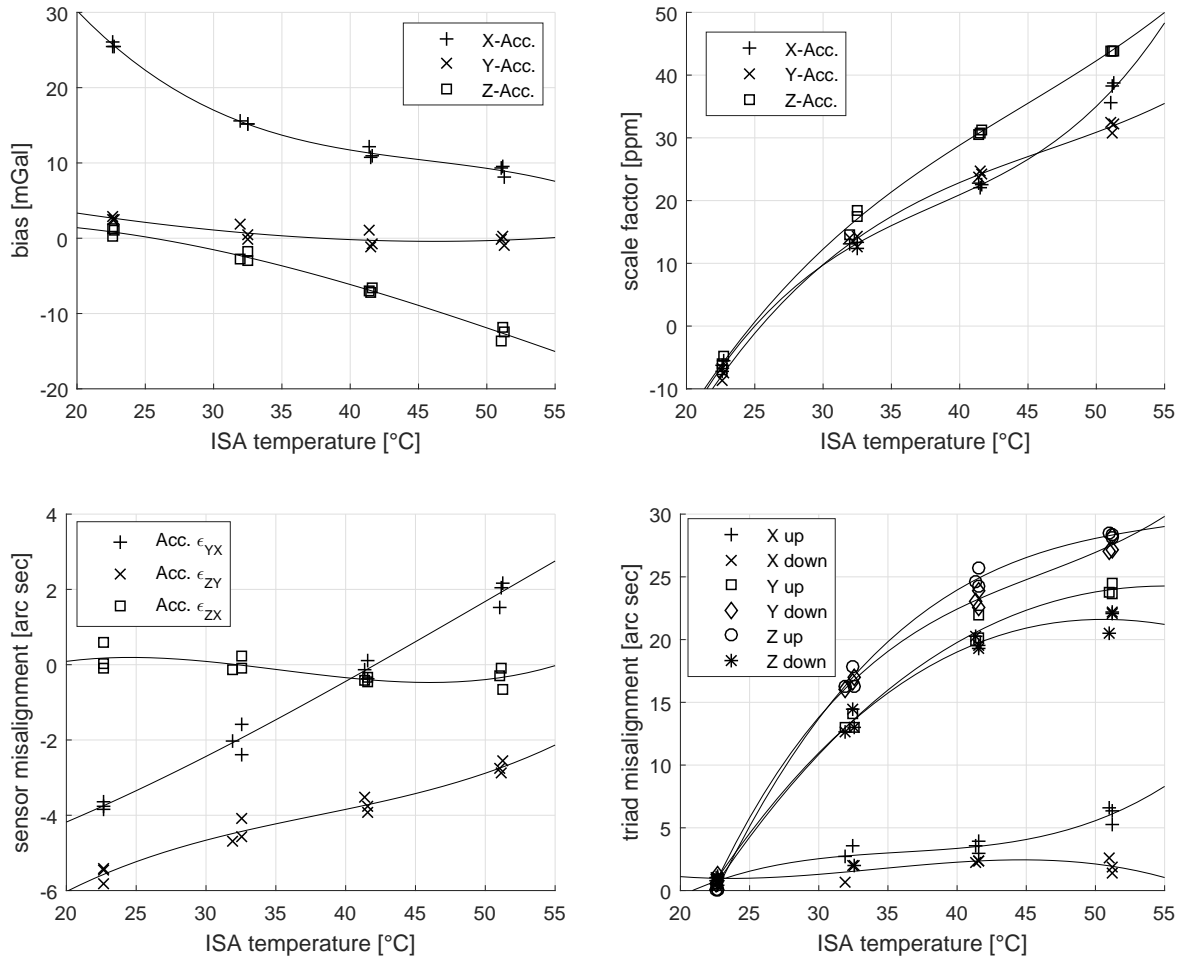 30
20
10
0
-10
-20
bias [mGal]
X-Acc.
Y-Acc.
Z-Acc.
20 25 30 35 40 45 50 55
ISA temperature [°C]
50
40
30
20
10
0
-10
scale factor [ppm]
X-Acc.
Y-Acc.
Z-Acc.
20 25 30 35 40 45 50 55
ISA temperature [°C]
4
2
0
-2
-4
-6
sensor misalignment [arc sec]
Acc. ϵYX
Acc. ϵZY
Acc. ϵZX
20 25 30 35 40 45 50 55
ISA temperature [°C]
30
25
20
15
10
5
0
triad misalignment [arc sec]
X up
X down
Y up
Y down
Z up
Z down
20 25 30 35 40 45 50 55
ISA temperature [°C]